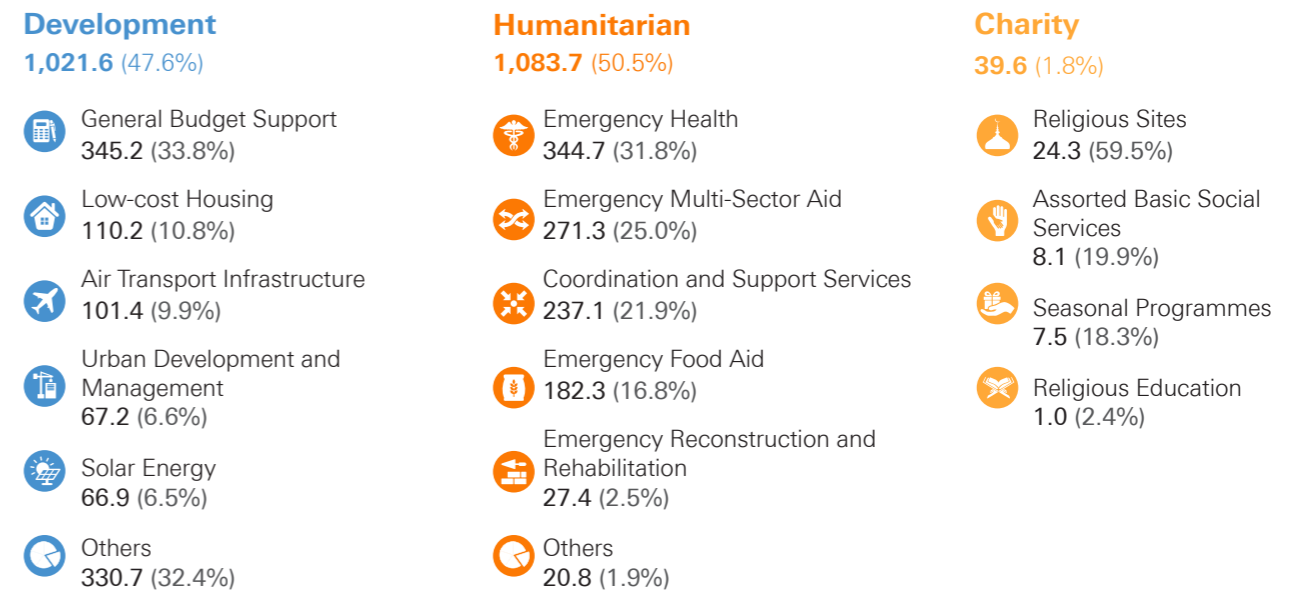 Development
1,021.6 (47.6%)
General Budget Support
345.2 (33.8%)
Low-cost Housing
110.2 (10.8%)
Air Transport Infrastructure
101.4 (9.9%)
Urban Development and
Management
67.2 (6.6%)
Solar Energy
66.9 (6.5%)
Others
330.7 (32.4%)
Humanitarian
1,083.7 (50.5%)
Emergency Health
344.7 (31.8%)
Emergency Multi-Sector Aid
271.3 (25.0%)
Coordination and Support Services
237.1 (21.9%)
Emergency Food Aid
182.3 (16.8%)
Emergency Reconstruction and
Rehabilitation
27.4 (2.5%)
Others
20.8 (1.9%)
Charity
39.6 (1.8%)
Religious Sites
24.3 (59.5%)
Assorted Basic Social
Services
8.1 (19.9%)
Seasonal Programmes
7.5 (18.3%)
Religious Education
1.0 (2.4%)